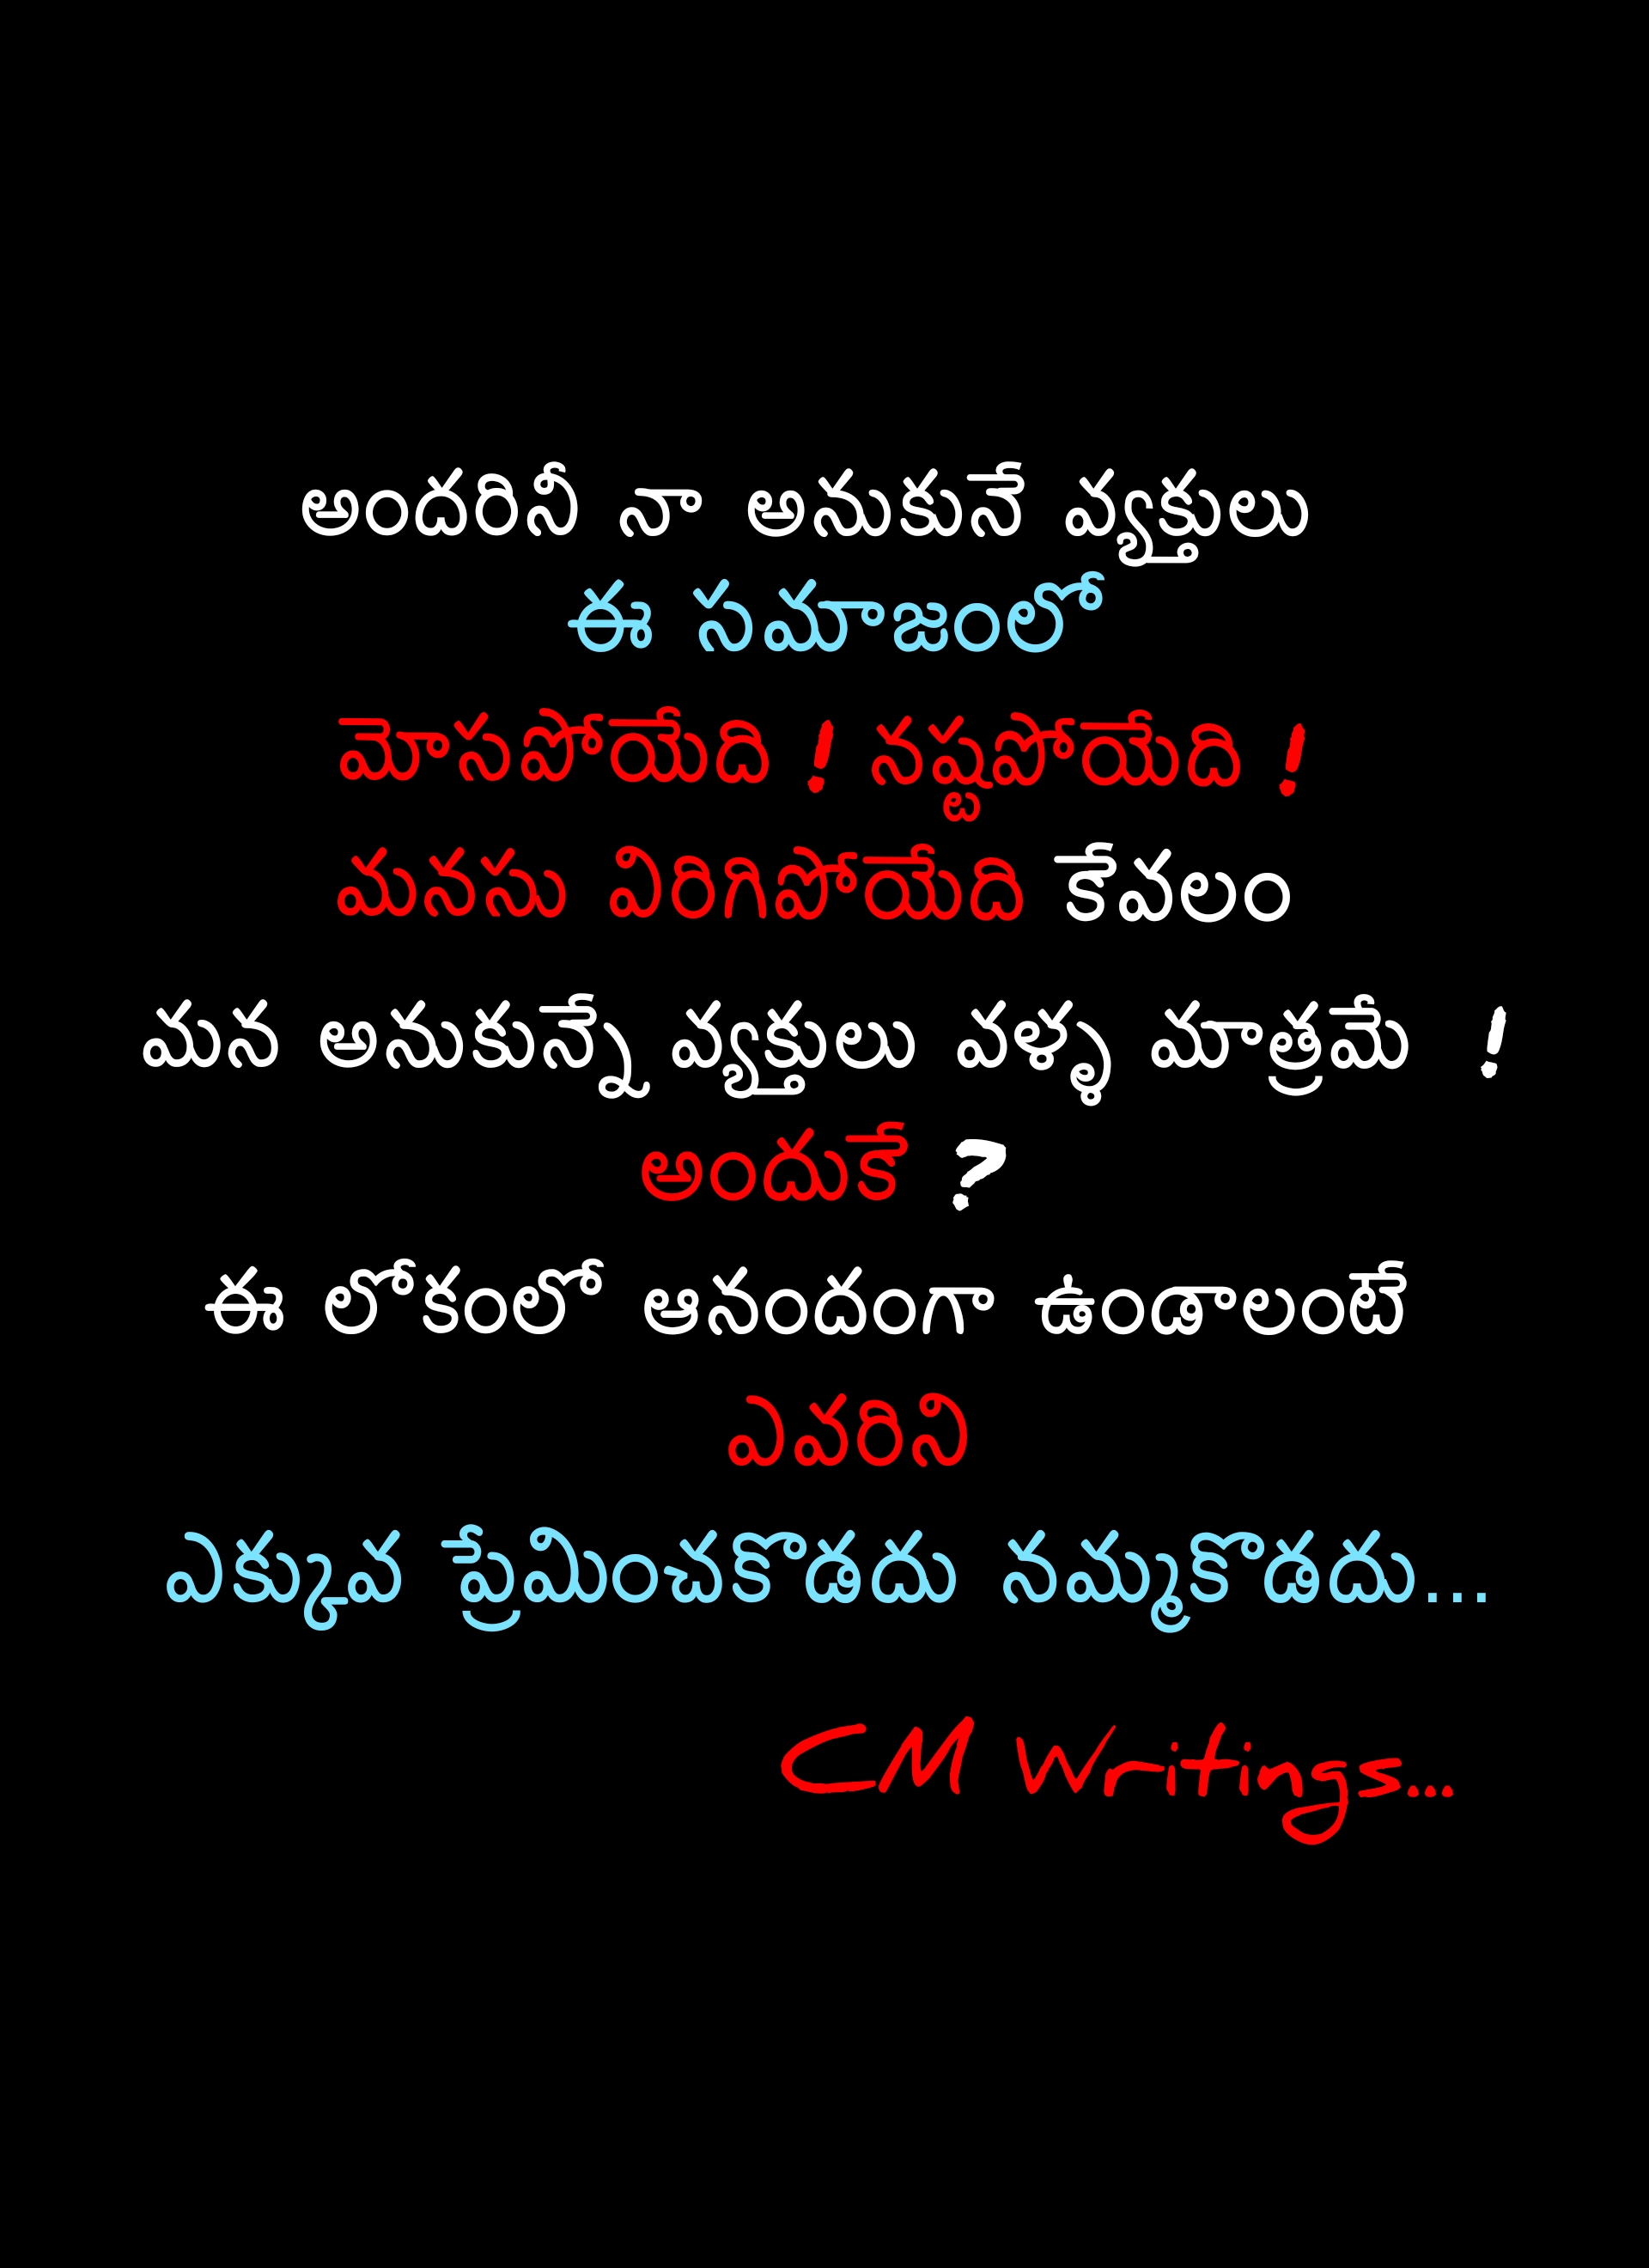 అందరినీ నా అనుకునే వ్యక్తులు
ఈ సమాజంలో
మోసపోయేది ! నష్టపోయేది !
మనసు విరిగిపోయేది కేవలం
మన అనుకున్నే వ్యక్తులు వళ్ళ మాత్రమే !
అందుకే ?
ఈ లోకంలో ఆనందంగా ఉండాలంటే
ఎవరిని
ఎక్కువ ప్రేమించకొడదు నమ్మకొడదు...
CM Writings...